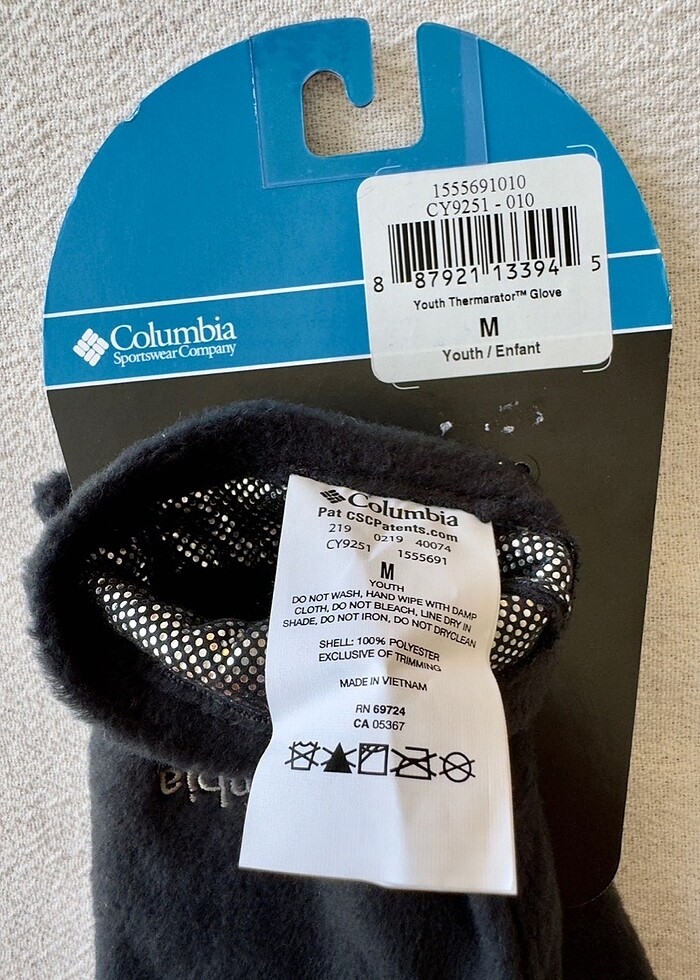 1555691010
CY9251 - 010
8 87921 13394 5
Youth Thermarator™ Glove
M
Youth / Enfant
Columbia
Sportswear Company
Columbia
Pat CSCPatents.com
219 0219 40074
CY9251 1555691
M
YOUTH
DO NOT WASH, HAND WIPE WITH DAMP
CLOTH, DO NOT BLEACH, LINE DRY IN
SHADE, DO NOT IRON, DO NOT DRYCLEAN
SHELL: 100% POLYESTER
EXCLUSIVE OF TRIMMING
MADE IN VIETNAM
RN 69724
CA 05367
mbia